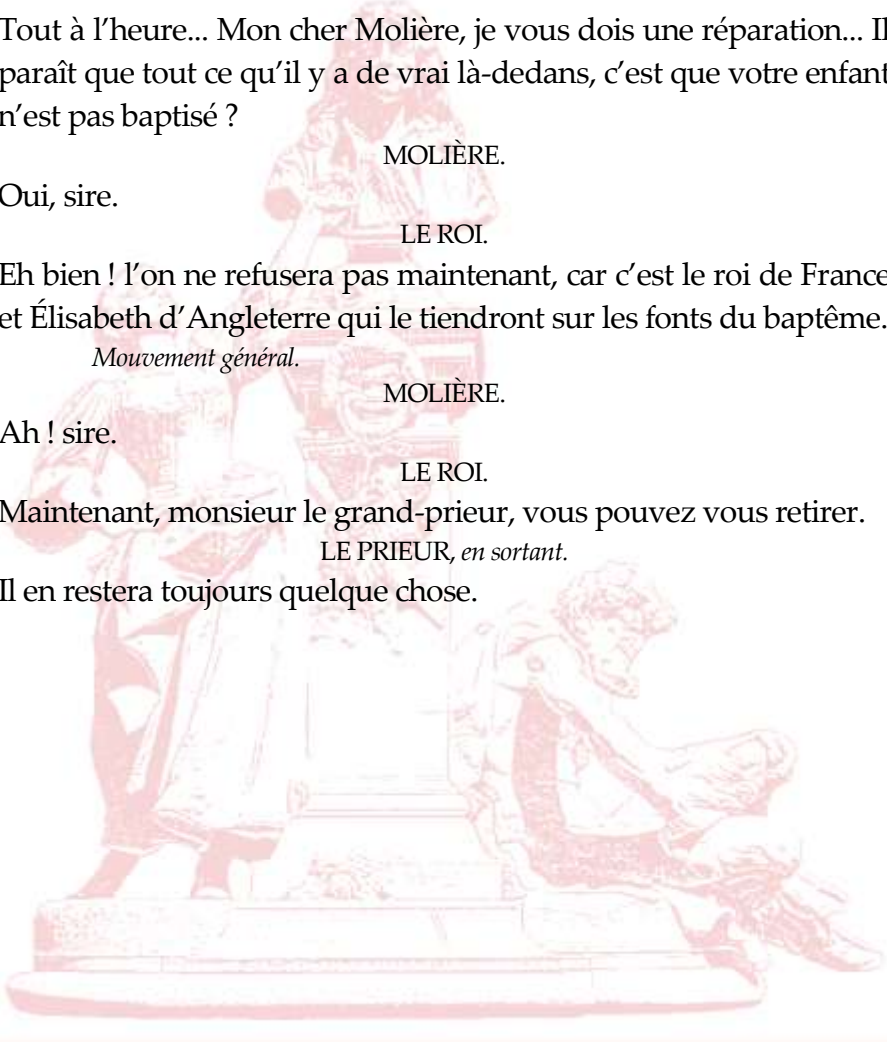 Tout à l’heure... Mon cher Molière, je vous dois une réparation... Il
paraît que tout ce qu’il y a de vrai là-dedans, c’est que votre enfant
n’est pas baptisé ?
MOLIÈRE.
Oui, sire.
LE ROI.
Eh bien ! l’on ne refusera pas maintenant, car c’est le roi de France
et Élisabeth d’Angleterre qui le tiendront sur les fonts du baptême.
Mouvement général.
MOLIÈRE.
Ah ! sire.
LE ROI.
Maintenant, monsieur le grand-prieur, vous pouvez vous retirer.
LE PRIEUR, en sortant.
Il en restera toujours quelque chose.